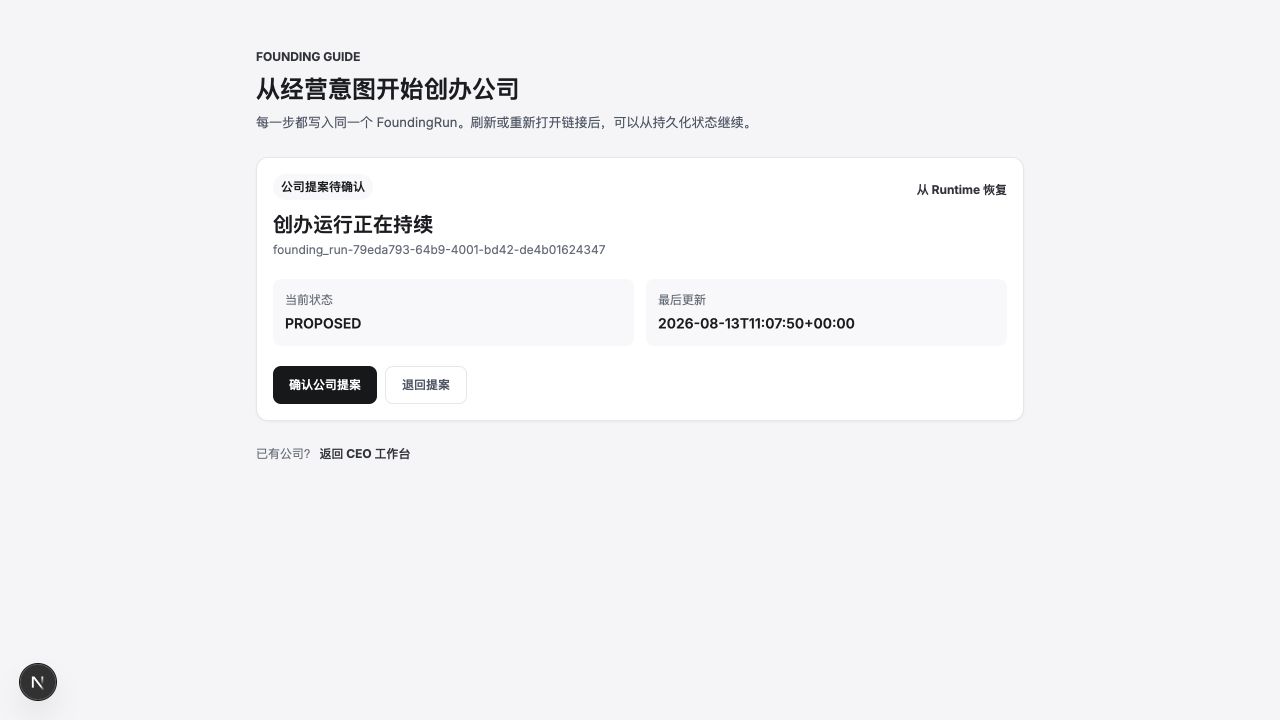 FOUNDING GUIDE
从经营意图开始创办公司
每一步都写入同一个 FoundingRun。刷新或重新打开链接后，可以从持久化状态继续。
公司提案待确认
从 Runtime 恢复
创办运行正在持续
founding_run-79eda793-64b9-4001-bd42-de4b01624347
当前状态
PROPOSED
最后更新
2026-08-13T11:07:50+00:00
确认公司提案
退回提案
已有公司? 返回 CEO 工作台
N